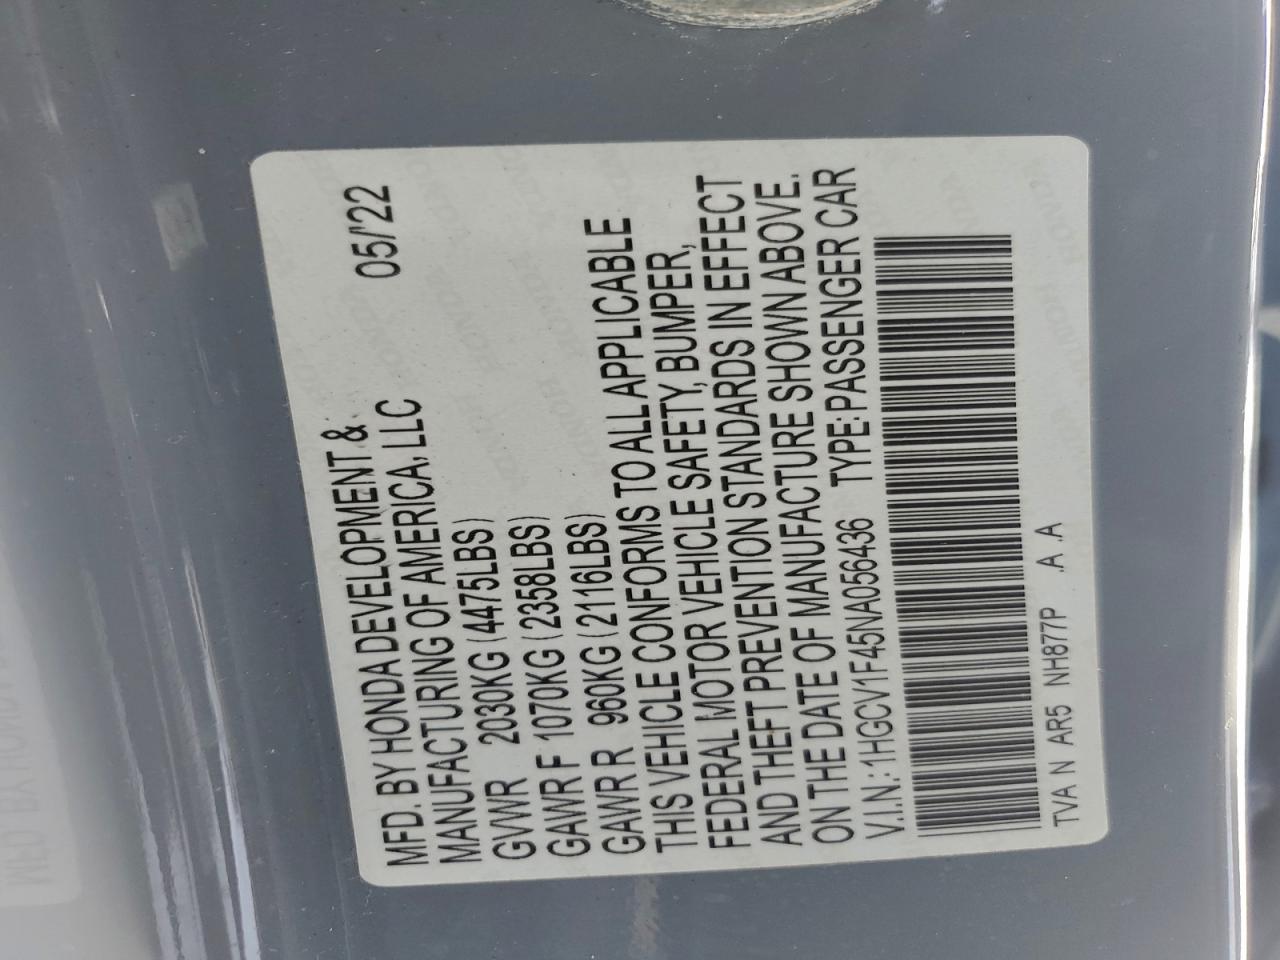 MFD. BY HONDA DEVELOPMENT & 05/'22
MANUFACTURING OF AMERICA, LLC
GVWR 2030KG (4475LBS)
GAWR F 1070KG (2358LBS)
GAWR R 960KG (2116LBS)
THIS VEHICLE CONFORMS TO ALL APPLICABLE
FEDERAL MOTOR VEHICLE SAFETY, BUMPER,
AND THEFT PREVENTION STANDARDS IN EFFECT
ON THE DATE OF MANUFACTURE SHOWN ABOVE.
V.I.N.: 1HGCV1F45NA056436 TYPE: PASSENGER CAR
TVA N AR5 NH877P .A .A